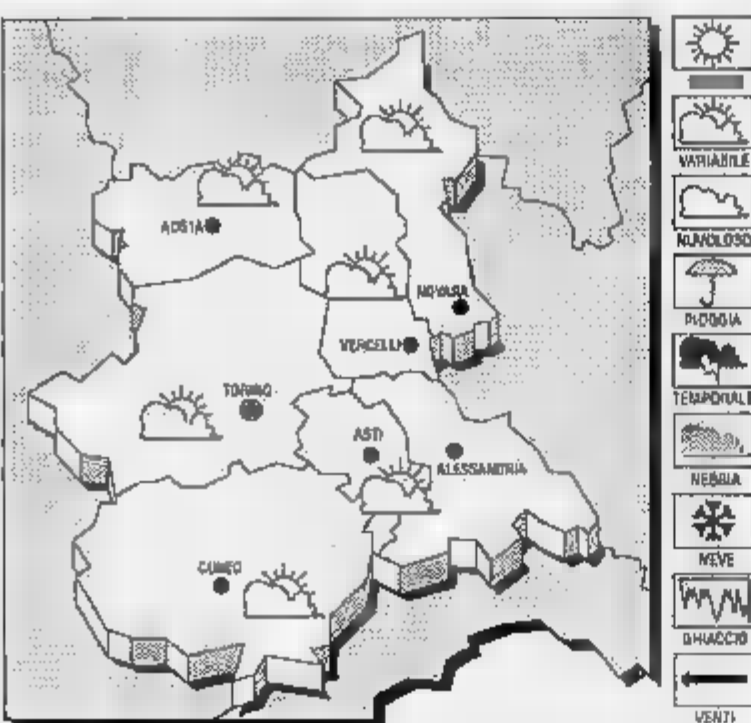 VARIABILE
NUVOLOSO
PIOGGIA
TEMPORALE
NEBBIA
NEVE
GHIACCIO
VENTI
AOSTA
NOVARA
VERCELLI
TORINO
ASTI
ALESSANDRIA
CUNEO